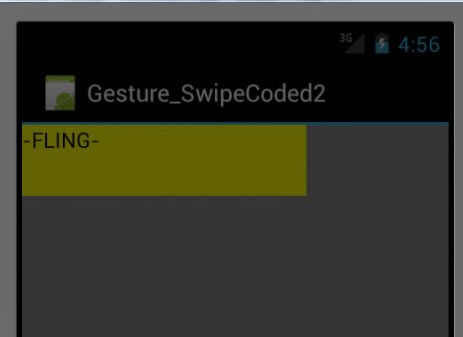 3G 4:56
Gesture_SwipeCoded2
-FLING-